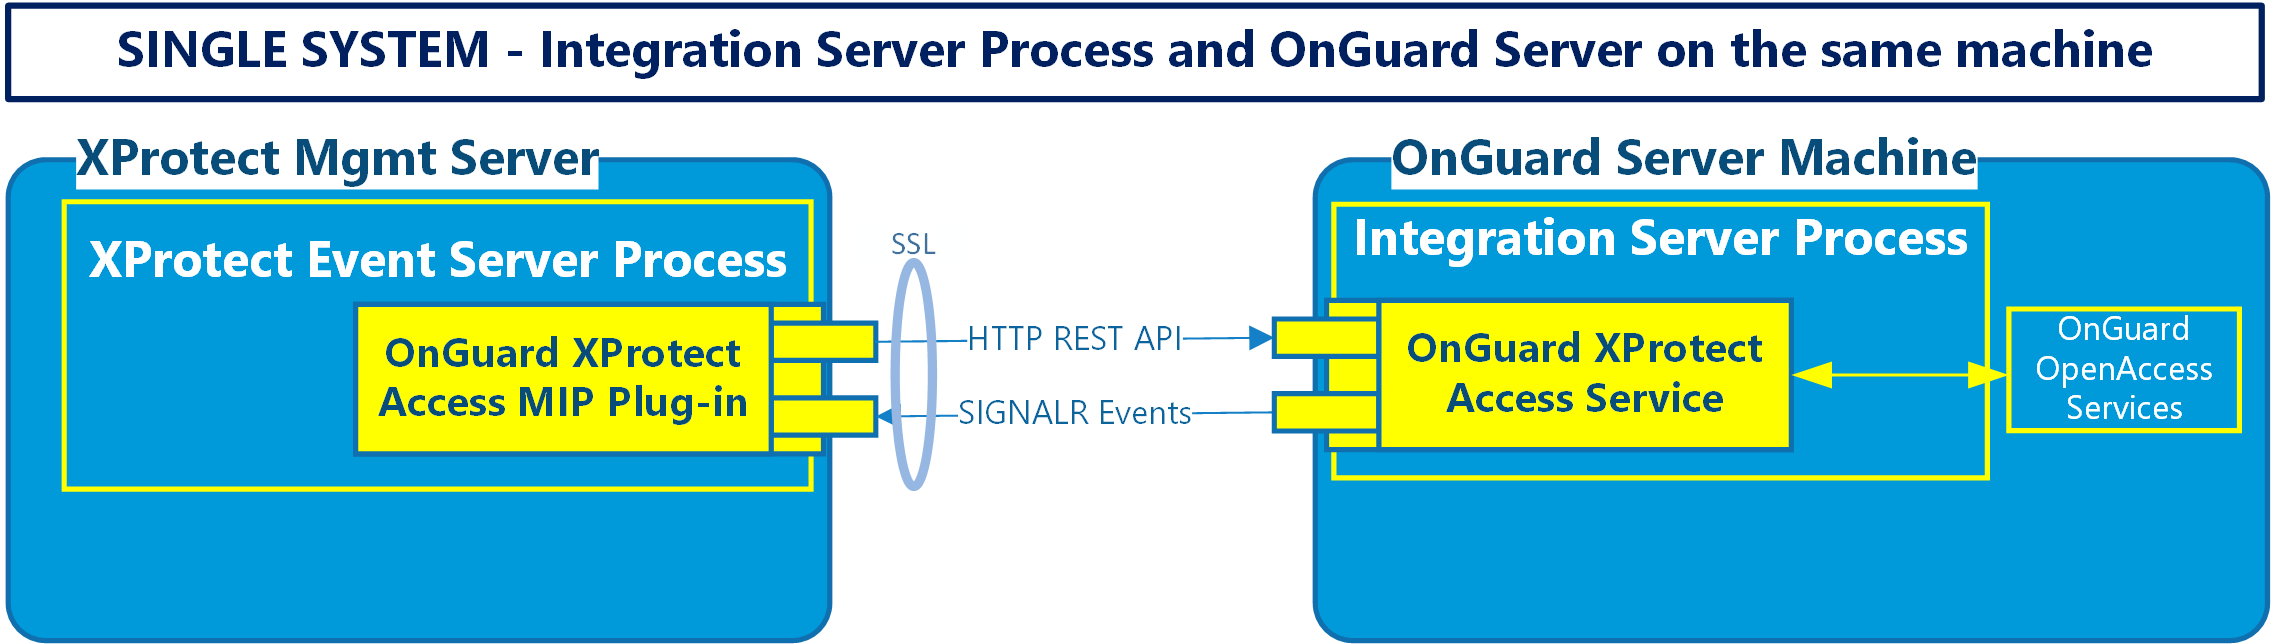 SINGLE SYSTEM - Integration Server Process and OnGuard Server on the same machine
XProtect Mgmt Server
XProtect Event Server Process
OnGuard XProtect
Access MIP Plug-in
SSL
HTTP REST API
SIGNALR Events
OnGuard Server Machine
Integration Server Process
OnGuard XProtect
Access Service
OnGuard
OpenAccess
Services